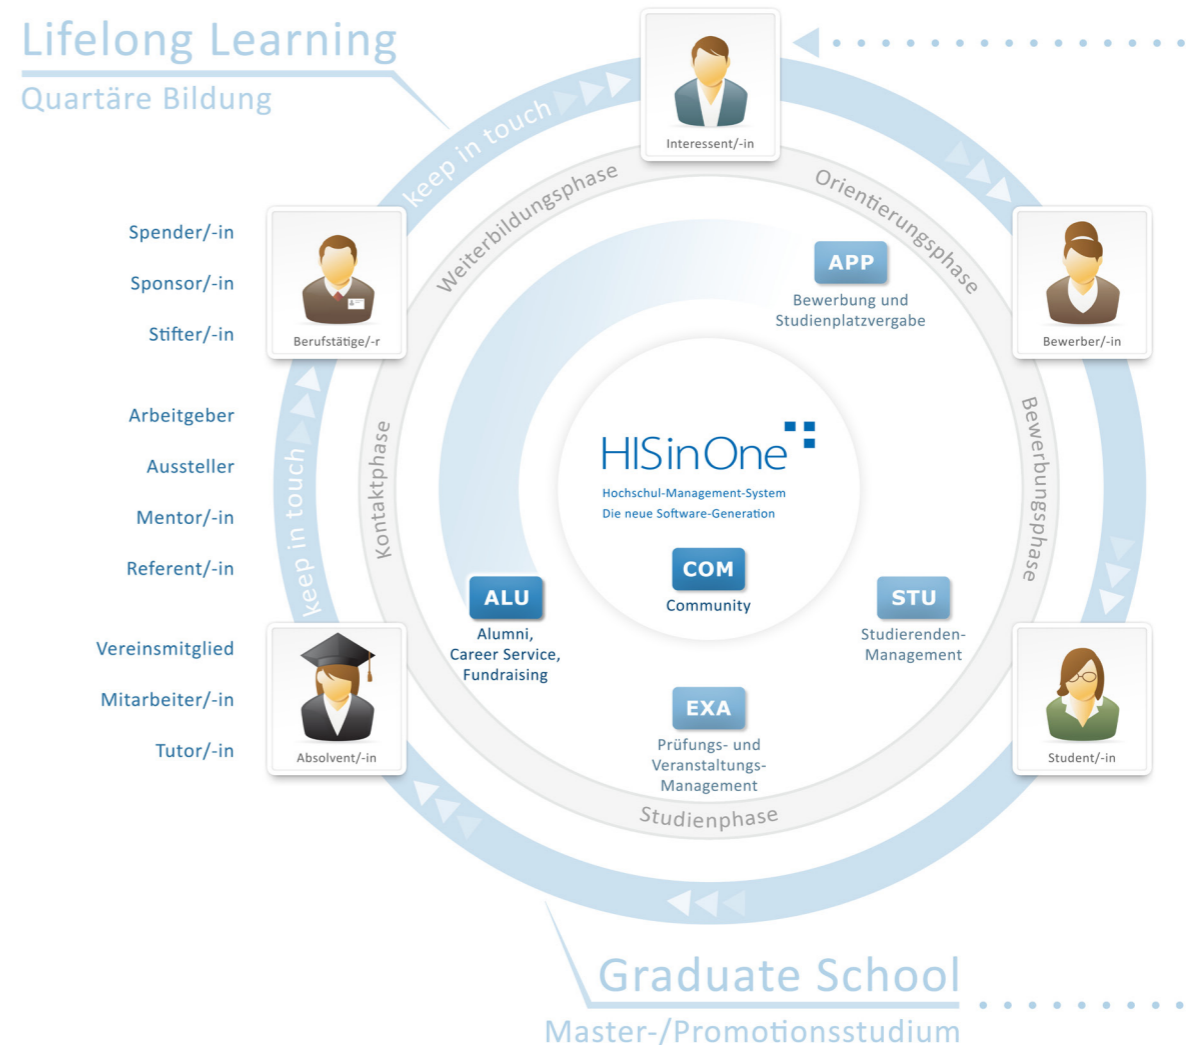 Lifelong Learning
Quartäre Bildung
keep in touch
Interessent/-in
Weiterbildungsphase
Orientierungsphase
Spender/-in
Sponsor/-in
Stifter/-in
Berufstätige/-r
APP
Bewerbung und
Studienplatzvergabe
Bewerber/-in
Arbeitgeber
Aussteller
Mentor/-in
Referent/-in
keep in touch
Kontaktphase
HISinOne
Hochschul-Management-System
Die neue Software-Generation
Bewerbungsphase
COM
Community
ALU
Alumni,
Career Service,
Fundraising
STU
Studierenden-
Management
Vereinsmitglied
Mitarbeiter/-in
Tutor/-in
Absolvent/-in
EXA
Prüfungs- und
Veranstaltungs-
Management
Student/-in
Studienphase
Graduate School
Master-/Promotionsstudium